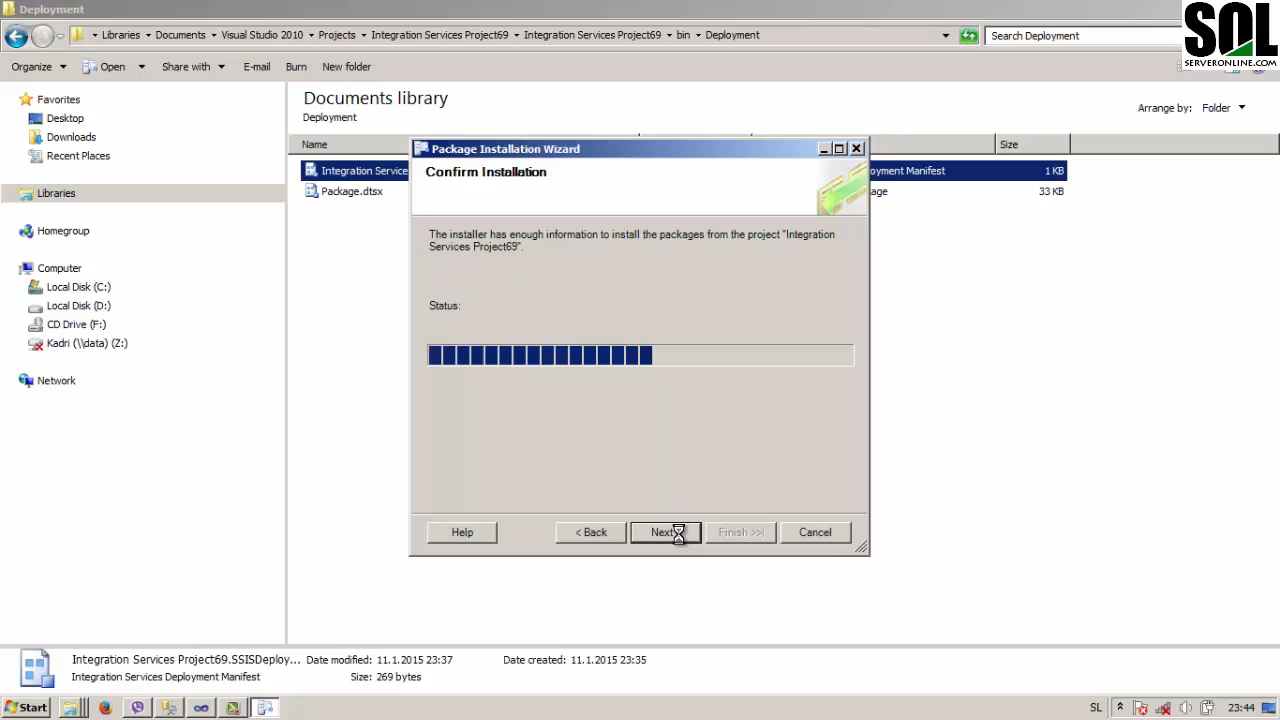 Deployment
Libraries Documents Visual Studio 2010 Projects Integration Services Project69 Integration Services Project69 bin Deployment
Search Deployment
SQL
SERVERONLINE.COM
Organize Open Share with E-mail Burn New folder
Favorites
Desktop
Downloads
Recent Places
Libraries
Homegroup
Computer
Local Disk (C:)
Local Disk (D:)
CD Drive (F:)
Kadri (\\data) (Z:)
Network
Documents library
Deployment
Arrange by: Folder
Name Size
Integration Service oyment Manifest 1 KB
Package.dtsx age 33 KB
Package Installation Wizard
Confirm Installation
The installer has enough information to install the packages from the project "Integration
Services Project69".
Status:
Help < Back Next Finish >>| Cancel
Integration Services Project69.SSISDeploy... Date modified: 11.1.2015 23:37 Date created: 11.1.2015 23:35
Integration Services Deployment Manifest Size: 269 bytes
Start SL 23:44